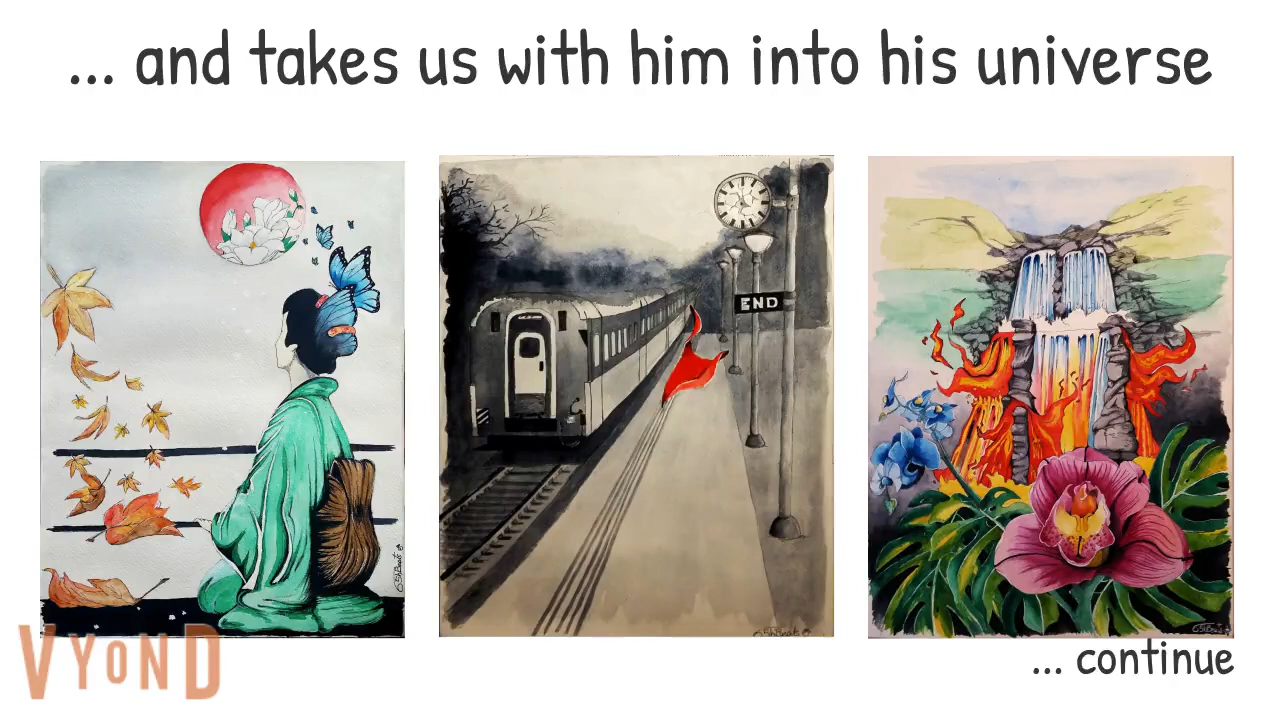 ... and takes us with him into his universe
END
... continue
VYOND